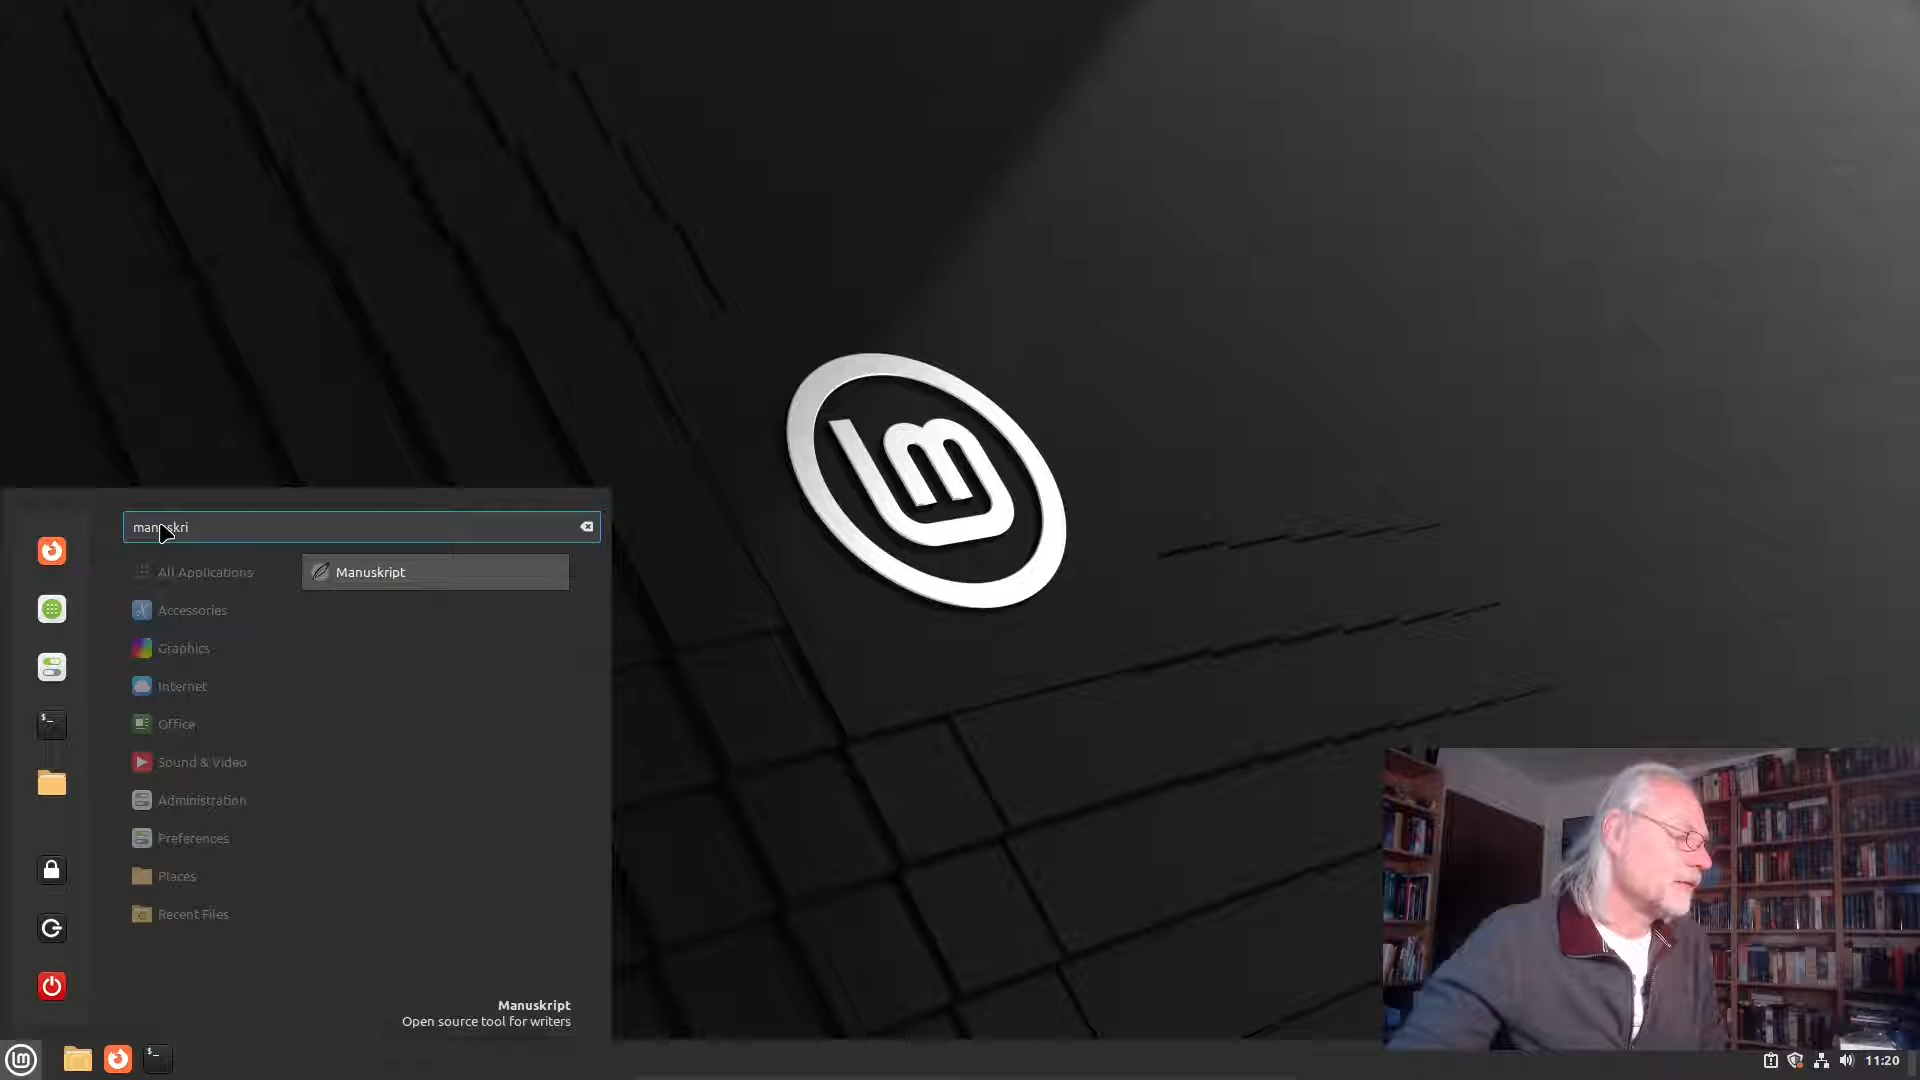 manuskri
All Applications
Manuskript
Accessories
Graphics
Internet
Office
Sound & Video
Administration
Preferences
Places
Recent Files
Manuskript
Open source tool for writers
11:20